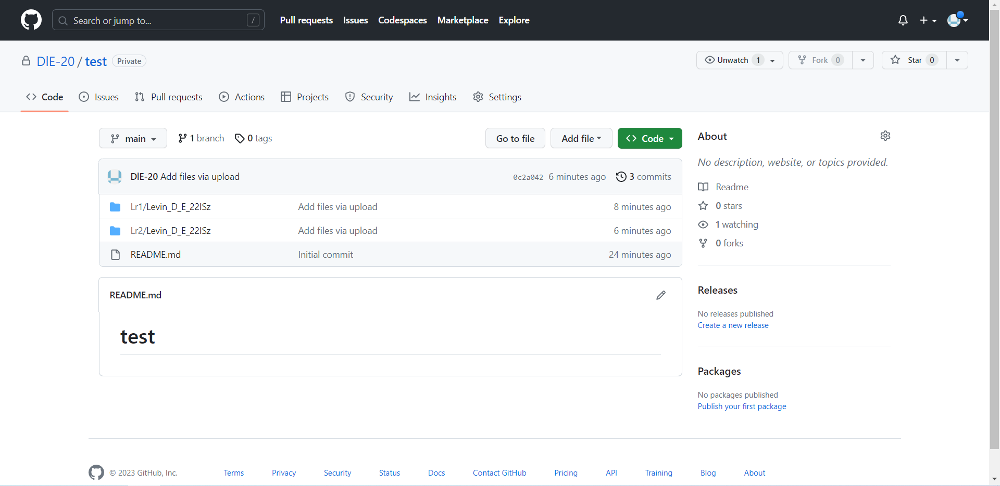 Search or jump to... / Pull requests Issues Codespaces Marketplace Explore
DlE-20 / test Private Unwatch 1 Fork 0 Star 0
Code Issues Pull requests Actions Projects Security Insights Settings
main 1 branch 0 tags Go to file Add file Code
DlE-20 Add files via upload 0c2a042 6 minutes ago 3 commits
Lr1/Levin_D_E_22ISz Add files via upload 8 minutes ago
Lr2/Levin_D_E_22ISz Add files via upload 6 minutes ago
README.md Initial commit 24 minutes ago
README.md
test
About
No description, website, or topics provided.
Readme
0 stars
1 watching
0 forks
Releases
No releases published
Create a new release
Packages
No packages published
Publish your first package
© 2023 GitHub, Inc. Terms Privacy Security Status Docs Contact GitHub Pricing API Training Blog About